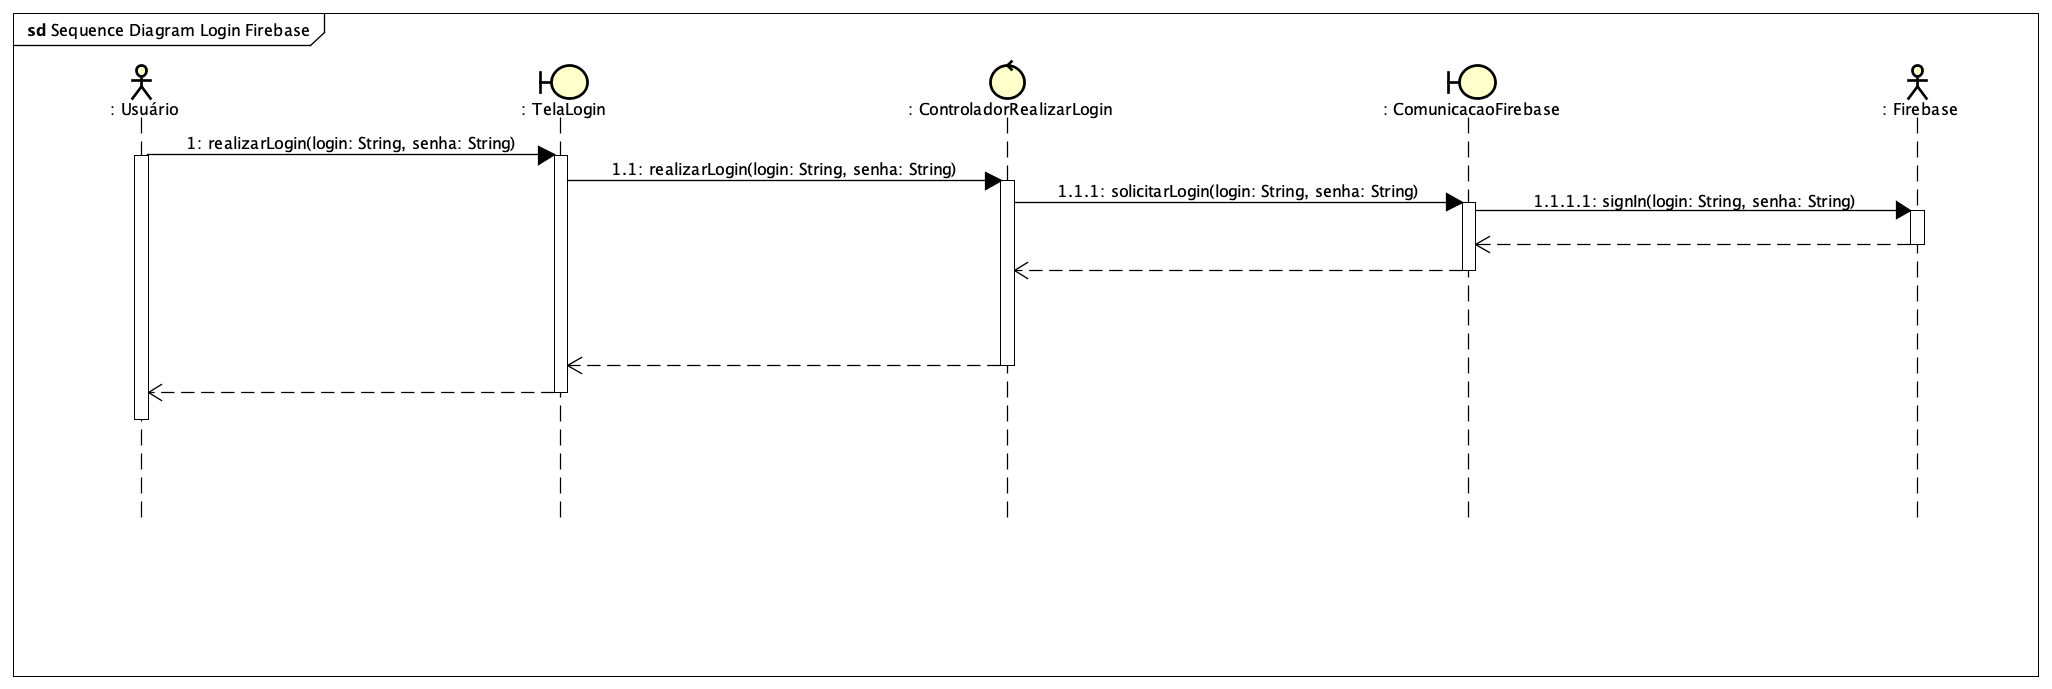 sd Sequence Diagram Login Firebase
: Usuário
: TelaLogin
: ControladorRealizarLogin
: ComunicacaoFirebase
: Firebase
1: realizarLogin(login: String, senha: String)
1.1: realizarLogin(login: String, senha: String)
1.1.1: solicitarLogin(login: String, senha: String)
1.1.1.1: signIn(login: String, senha: String)